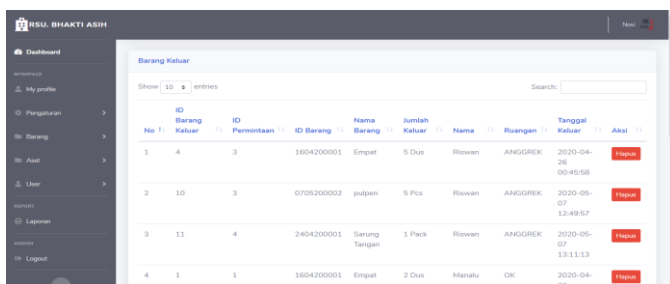 RSU. BHAKTI ASIH
Novi
Dashboard
INTERFACE
My profile
Pengaturan
Barang
Aset
User
REPORT
Laporan
Logout
Barang Keluar
Show 10 entries
Search:
No ID Barang Keluar ID Permintaan ID Barang Nama Barang Jumlah Keluar Nama Ruangan Tanggal Keluar Aksi
1 4 3 1604200001 Empat 5 Dus Riswan ANGGREK 2020-04-26 00:45:58 Hapus
2 10 3 0705200002 pulpen 5 Pcs Riswan ANGGREK 2020-05-07 12:49:57 Hapus
3 11 4 2404200001 Sarung Tangan 1 Pack Riswan ANGGREK 2020-05-07 13:11:13 Hapus
4 1 1 1604200001 Empat 2 Dus Manalu OK 2020-04- Hapus